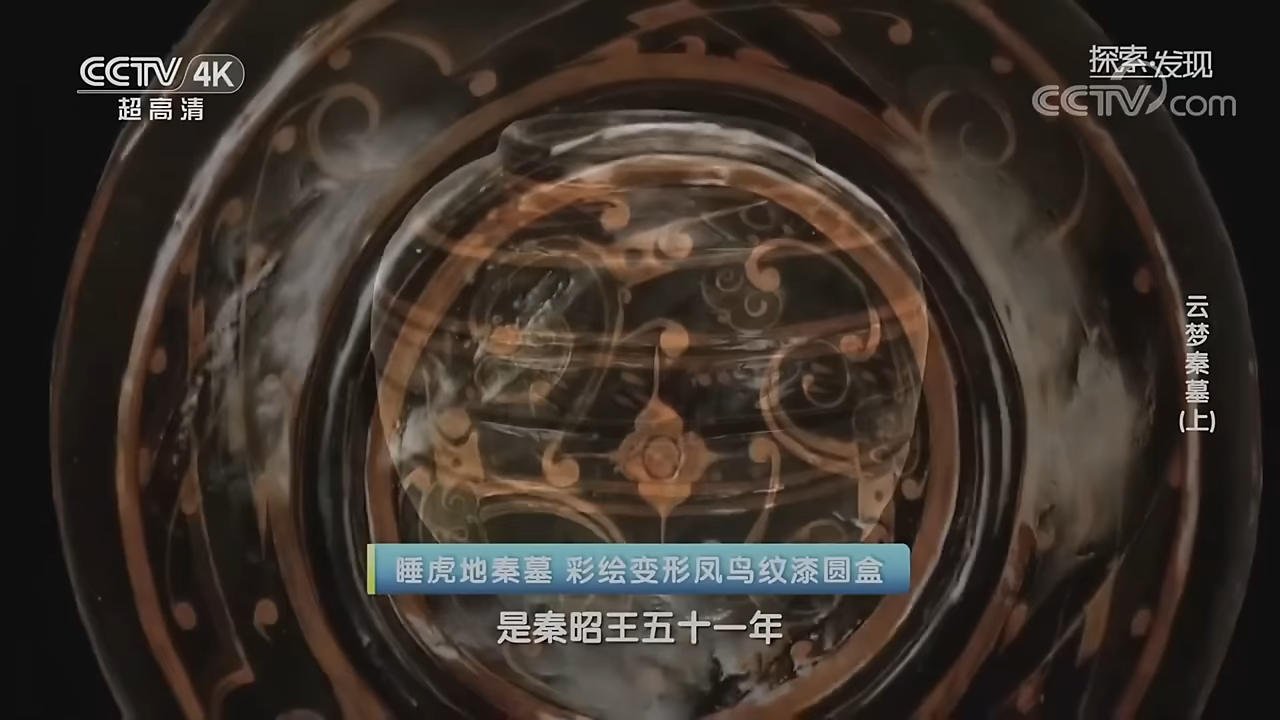 CCTV 4K
超高清
探索·发现
CCTV.com
云梦秦墓(上)
睡虎地秦墓 彩绘变形凤鸟纹漆圆盒
是秦昭王五十一年